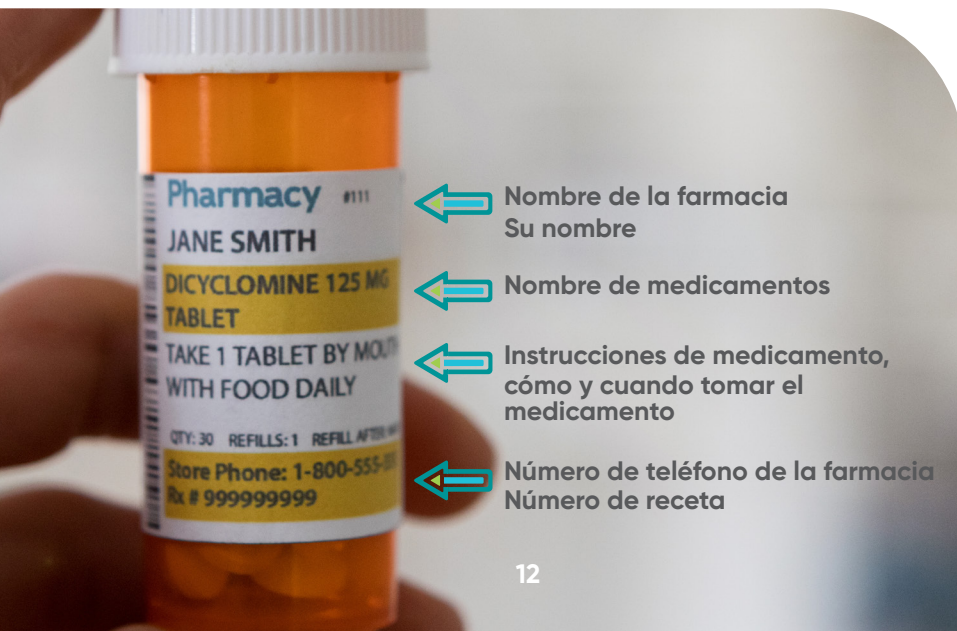 Pharmacy #111
JANE SMITH
DICYCLOMINE 125 MG
TABLET
TAKE 1 TABLET BY
WITH FOOD DAILY
QTY: 30 REFILLS: 1 REFILL AFTER
Store Phone: 1-800-555-
Rx # 999999999
Nombre de la farmacia
Su nombre
Nombre de medicamentos
Instrucciones de medicamento,
cómo y cuando tomar el
medicamento
Número de teléfono de la farmacia
Número de receta
12